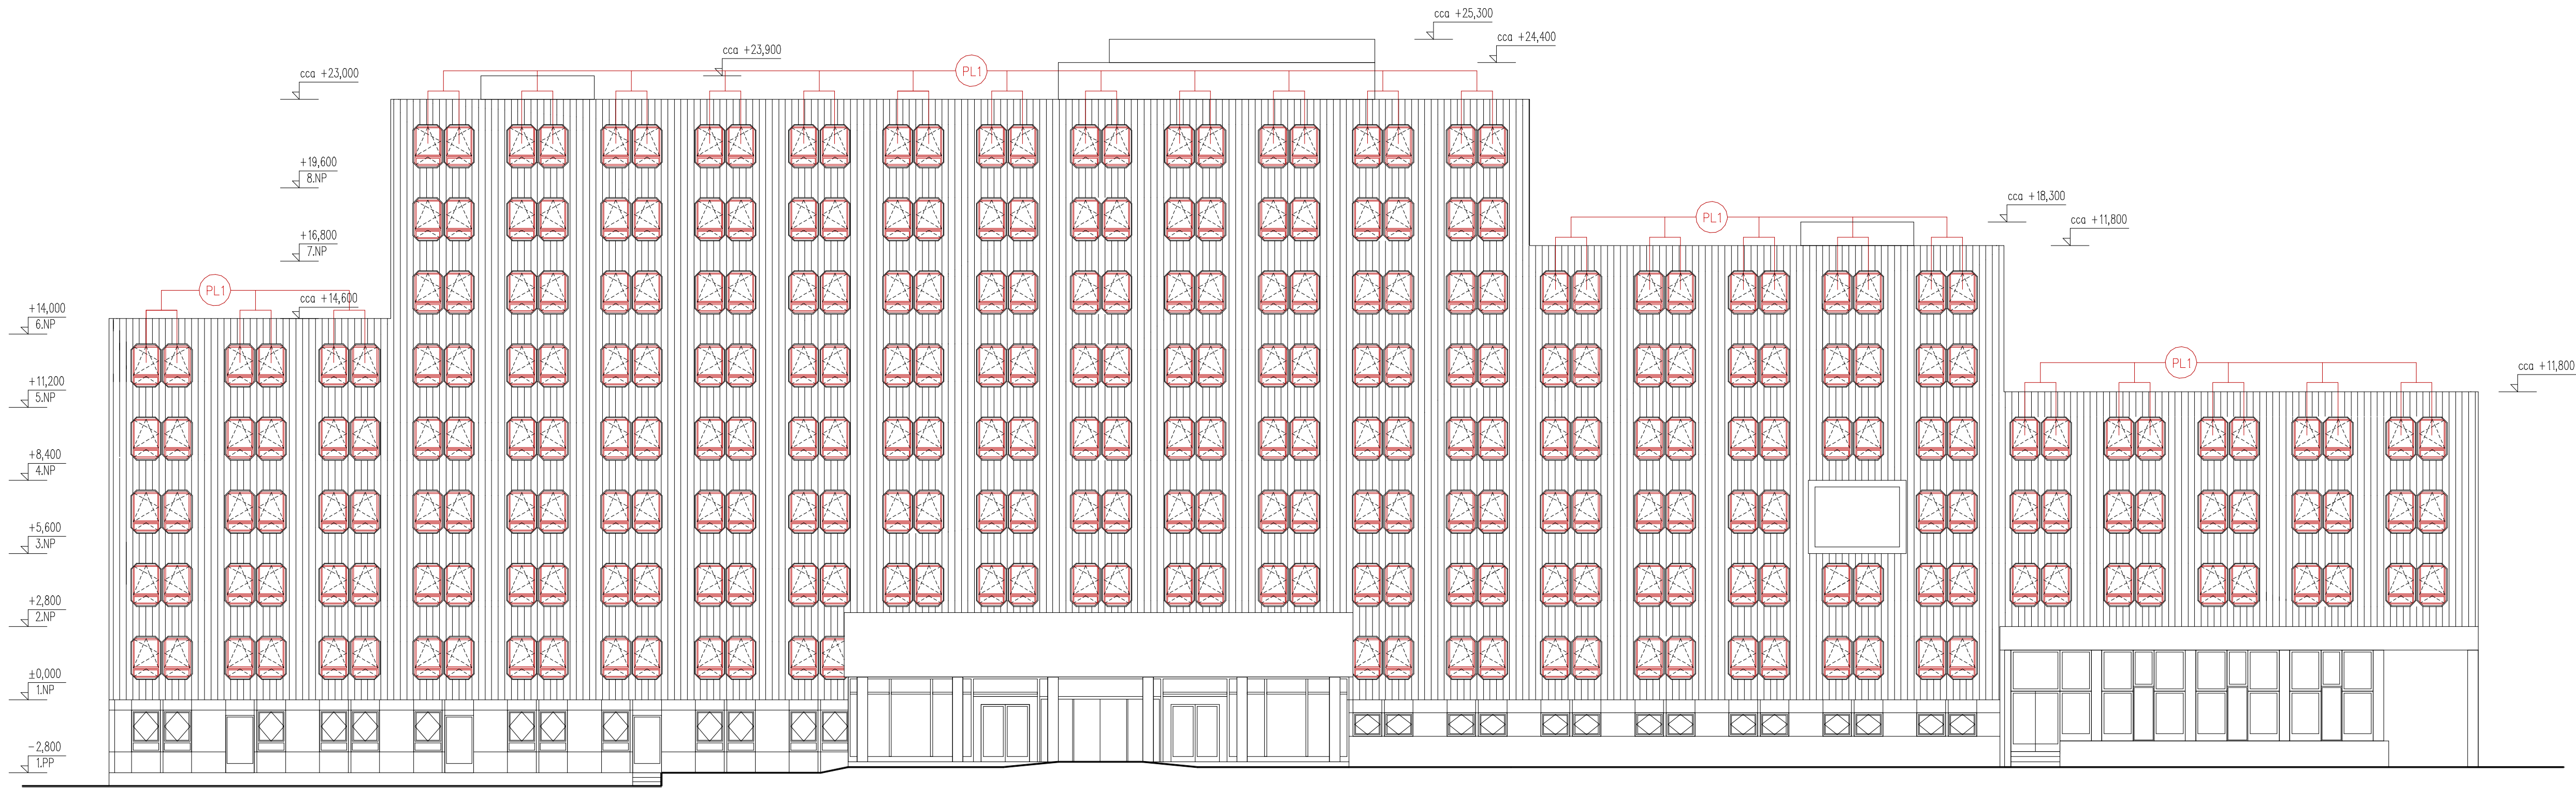 cca +25,300
cca +24,400
cca +23,900
PL1
cca +23,000
+19,600
8.NP
cca +18,300
PL1
cca +11,800
+16,800
7.NP
PL1
cca +14,600
+14,000
6.NP
PL1
cca +11,800
+11,200
5.NP
+8,400
4.NP
+5,600
3.NP
+2,800
2.NP
±0,000
1.NP
-2,800
1.PP